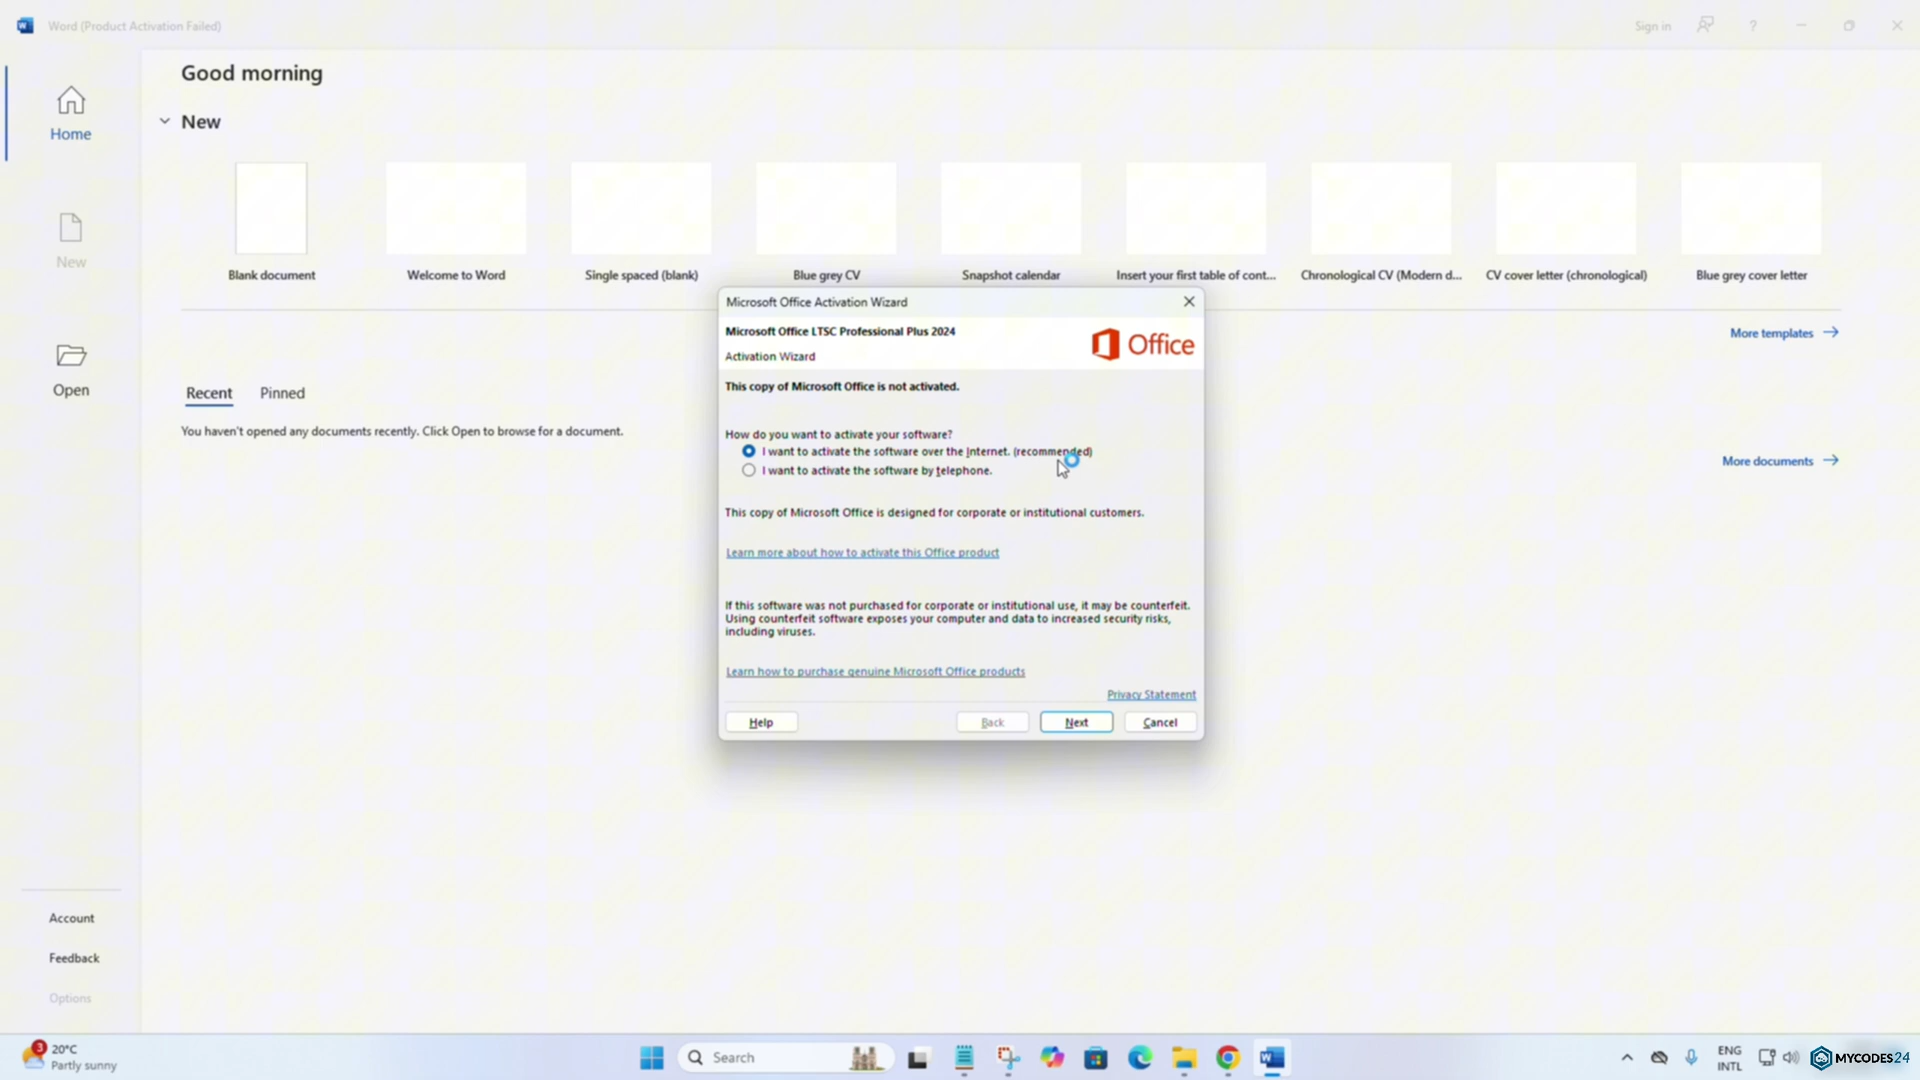 Word (Product Activation Failed)
Sign in
?
Good morning
New
Home
New
Open
Blank document
Welcome to Word
Single spaced (blank)
Blue grey CV
Snapshot calendar
Insert your first table of cont...
Chronological CV (Modern d...
CV cover letter (chronological)
Blue grey cover letter
More templates
Recent
Pinned
You haven't opened any documents recently. Click Open to browse for a document.
More documents
Microsoft Office Activation Wizard
Microsoft Office LTSC Professional Plus 2024
Activation Wizard
Office
This copy of Microsoft Office is not activated.
How do you want to activate your software?
I want to activate the software over the Internet. (recommended)
I want to activate the software by telephone.
This copy of Microsoft Office is designed for corporate or institutional customers.
Learn more about how to activate this Office product
If this software was not purchased for corporate or institutional use, it may be counterfeit.
Using counterfeit software exposes your computer and data to increased security risks,
including viruses.
Learn how to purchase genuine Microsoft Office products
Privacy Statement
Help
Back
Next
Cancel
Account
Feedback
Options
3
20°C
Partly sunny
Search
ENG
INTL
MYCODES24